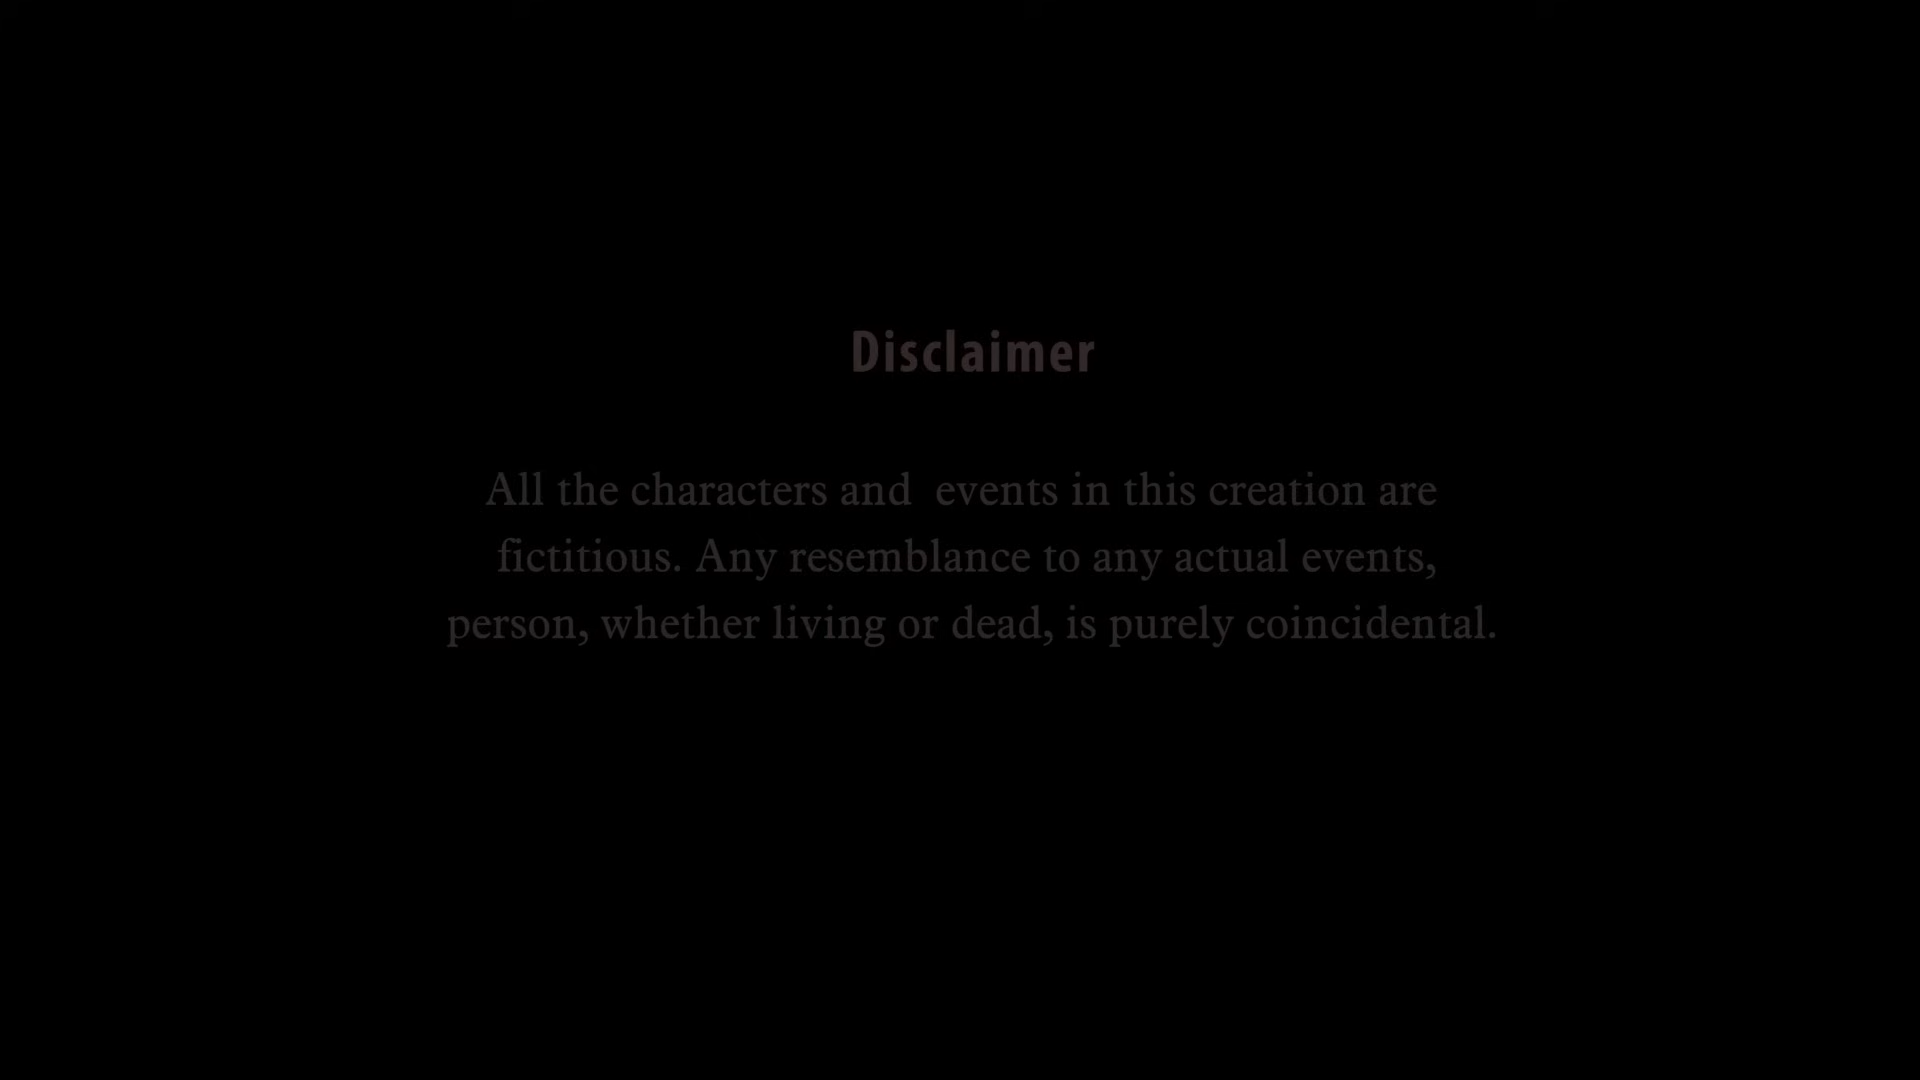 Disclaimer
All the characters and  events in this creation are
fictitious. Any resemblance to any actual events,
person, whether living or dead, is purely coincidental.